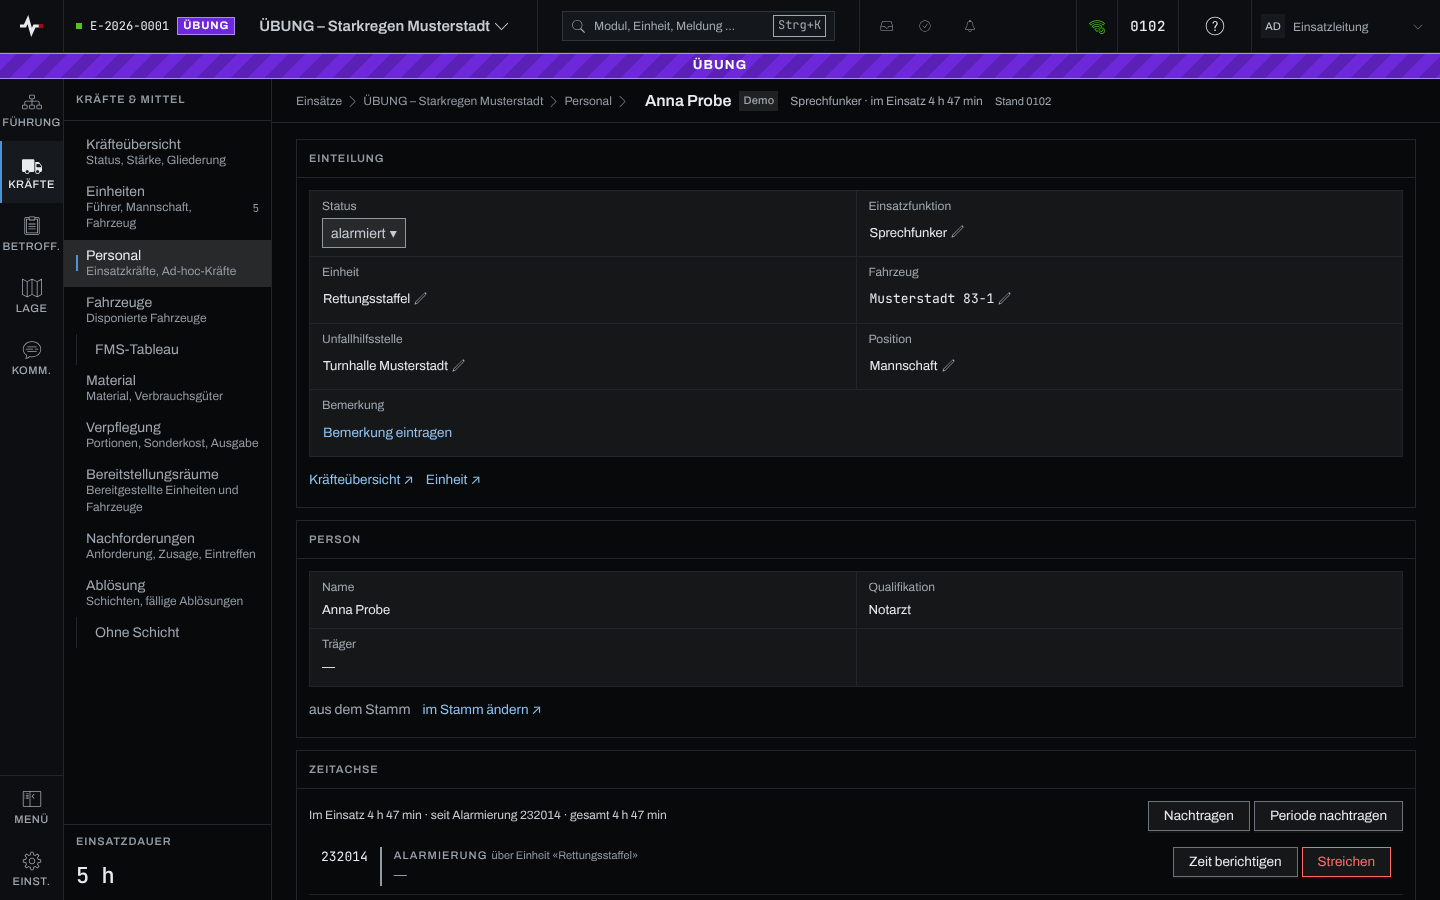 E-2026-0001 ÜBUNG ÜBUNG – Starkregen Musterstadt Modul, Einheit, Meldung ... Strg+K 0102 ? AD Einsatzleitung
ÜBUNG
FÜHRUNG
KRÄFTE
BETROFF.
LAGE
KOMM.
MENÜ
EINST.
KRÄFTE & MITTEL
Kräfteübersicht
Status, Stärke, Gliederung
Einheiten
Führer, Mannschaft, 5
Fahrzeug
Personal
Einsatzkräfte, Ad-hoc-Kräfte
Fahrzeuge
Disponierte Fahrzeuge
FMS-Tableau
Material
Material, Verbrauchsgüter
Verpflegung
Portionen, Sonderkost, Ausgabe
Bereitstellungsräume
Bereitgestellte Einheiten und
Fahrzeuge
Nachforderungen
Anforderung, Zusage, Eintreffen
Ablösung
Schichten, fällige Ablösungen
Ohne Schicht
EINSATZDAUER
5 h
Einsätze ÜBUNG – Starkregen Musterstadt Personal Anna Probe Demo Sprechfunker · im Einsatz 4 h 47 min Stand 0102
EINTEILUNG
Status
alarmiert ▾
Einsatzfunktion
Sprechfunker
Einheit
Rettungsstaffel
Fahrzeug
Musterstadt 83-1
Unfallhilfsstelle
Turnhalle Musterstadt
Position
Mannschaft
Bemerkung
Bemerkung eintragen
Kräfteübersicht ↗ Einheit ↗
PERSON
Name
Anna Probe
Qualifikation
Notarzt
Träger
—
aus dem Stamm im Stamm ändern ↗
ZEITACHSE
Im Einsatz 4 h 47 min · seit Alarmierung 232014 · gesamt 4 h 47 min Nachtragen Periode nachtragen
232014 ALARMIERUNG über Einheit «Rettungsstaffel» Zeit berichtigen Streichen
—